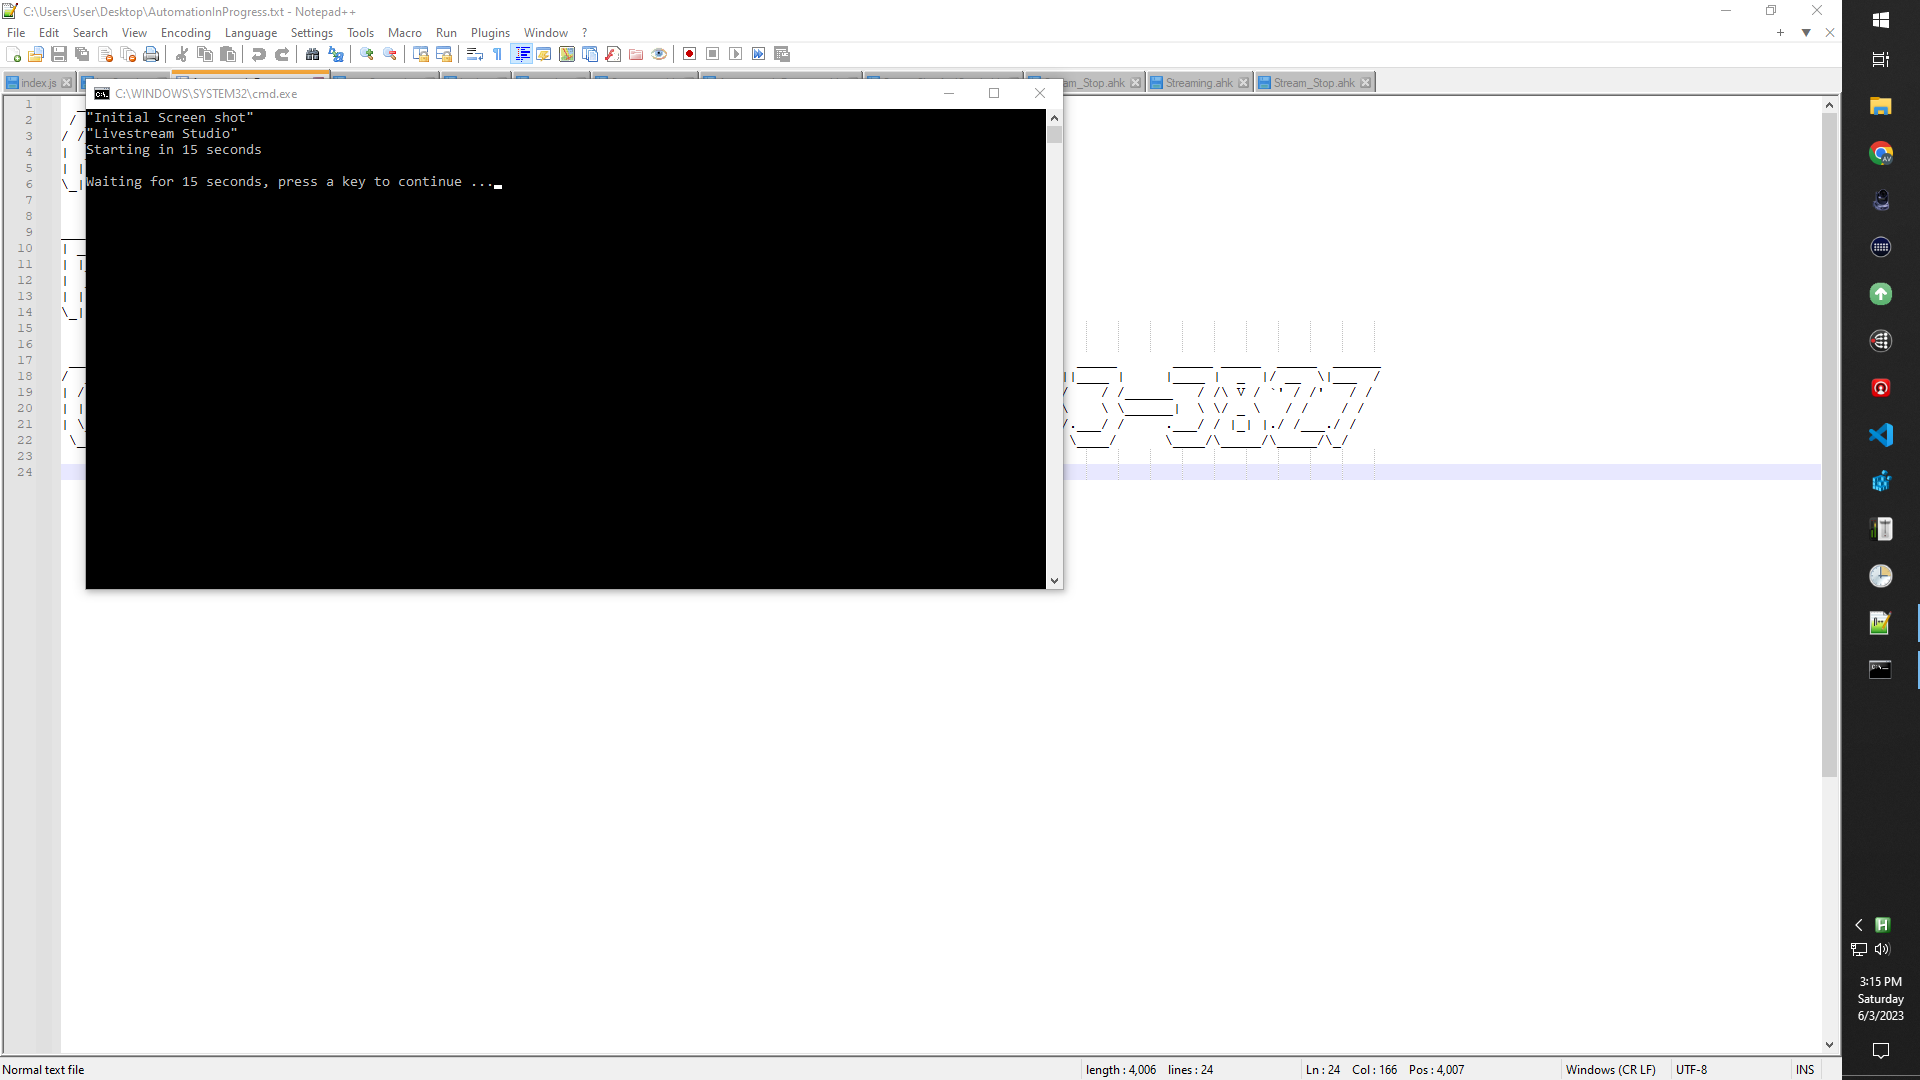 C:\Users\User\Desktop\AutomationInProgress.txt - Notepad++
File Edit Search View Encoding Language Settings Tools Macro Run Plugins Window ?
index.js
am_Stop.ahk Streaming.ahk Stream_Stop.ahk
C:\WINDOWS\SYSTEM32\cmd.exe
"Initial Screen shot"
"Livestream Studio"
Starting in 15 seconds
Waiting for 15 seconds, press a key to continue ...
1
2
3
4
5
6
7
8
9
10
11
12
13
14
15
16
17
18
19
20
21
22
23
24
3-3827
3:15 PM
Saturday
6/3/2023
Normal text file
length : 4,006 lines : 24
Ln : 24 Col : 166 Pos : 4,007
Windows (CR LF)
UTF-8
INS